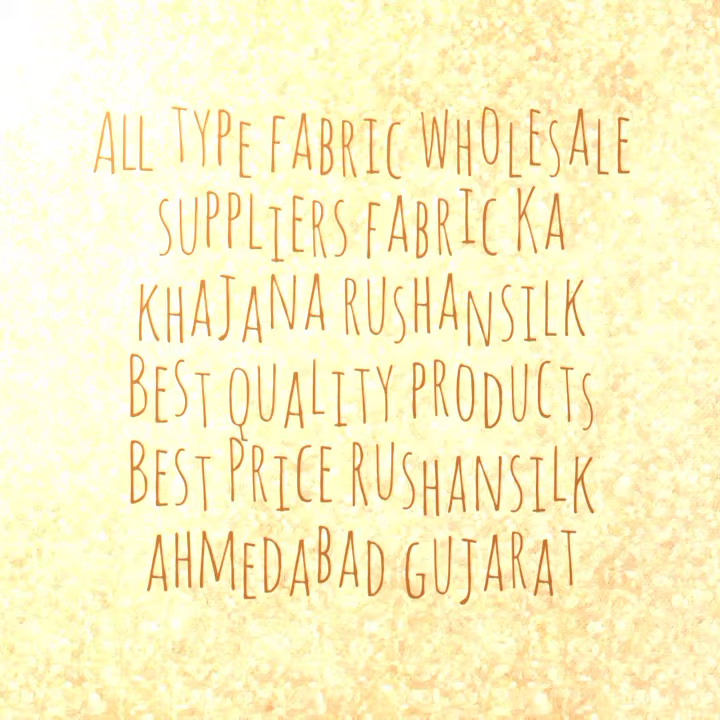 ALL TYPE FABRIC WHOLESALE
SUPPLIERS FABRIC KA
KHAJANA RUSHANSILK
BEST QUALITY PRODUCTS
BEST PRICE RUSHANSILK
AHMEDABAD GUJARAT